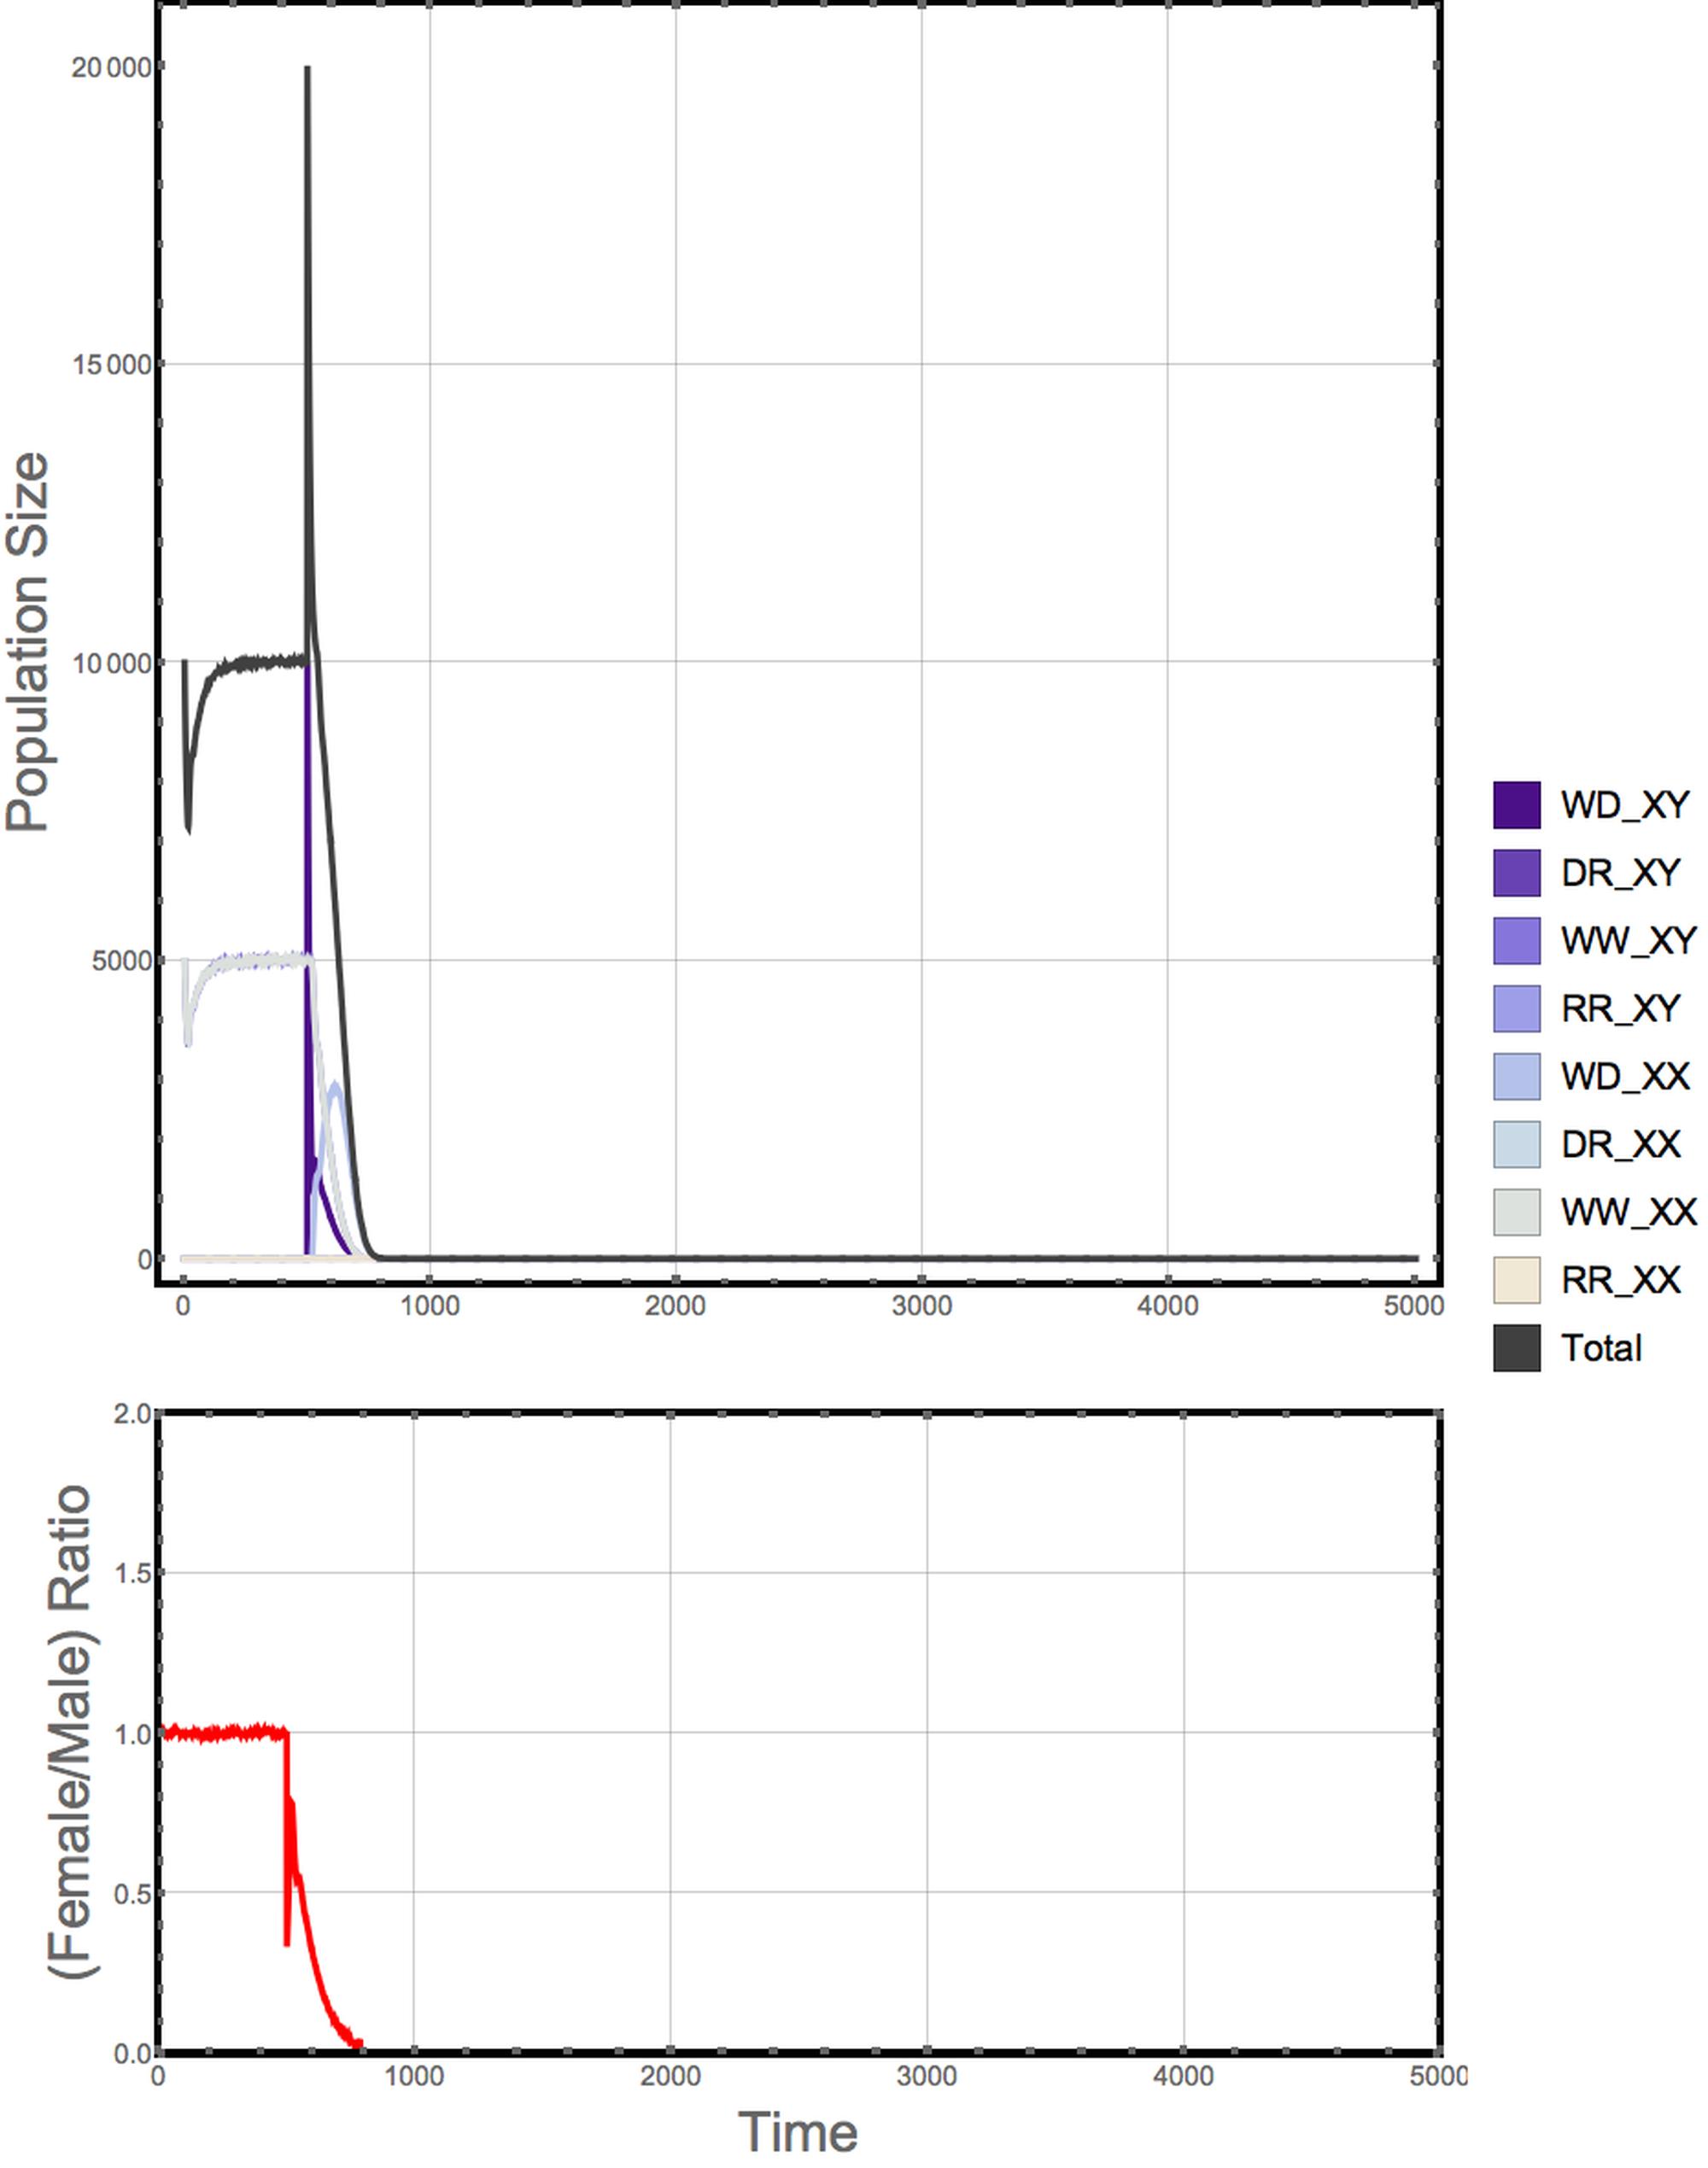 Population Size
20 000
15 000
10 000
5000
0
0 1000 2000 3000 4000 5000
WD_XY
DR_XY
WW_XY
RR_XY
WD_XX
DR_XX
WW_XX
RR_XX
Total
(Female/Male) Ratio
2.0
1.5
1.0
0.5
0.0
0 1000 2000 3000 4000 5000
Time